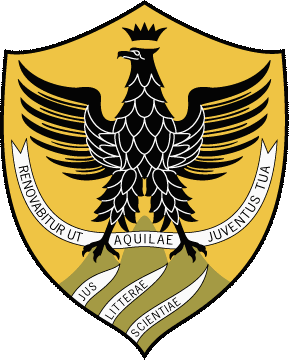 RENOVABITUR UT AQUILAE JUVENTUS TUA
JUS
LITTERAE
SCIENTIAE